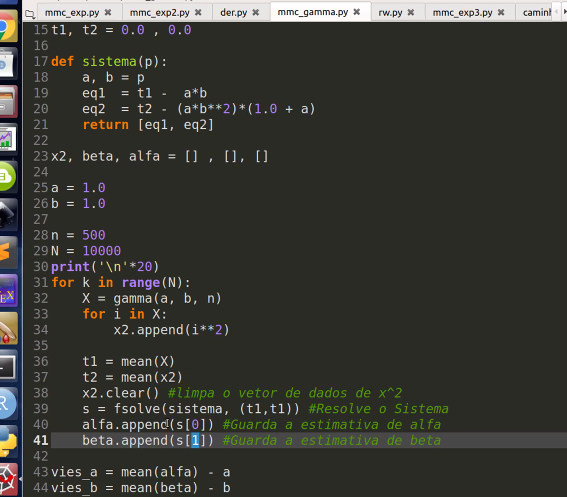 mmc_exp.py ✖ mmc_exp2.py ✖ der.py ✖ mmc_gamma.py ✖ rw.py ✖ mmc_exp3.py ✖ caminh
15 t1, t2 = 0.0 , 0.0
16
17 def sistema(p):
18     a, b = p
19     eq1  = t1 -  a*b
20     eq2  = t2 - (a*b**2)*(1.0 + a)
21     return [eq1, eq2]
22
23 x2, beta, alfa = [] , [], []
24
25 a = 1.0
26 b = 1.0
27
28 n = 500
29 N = 10000
30 print('\n'*20)
31 for k in range(N):
32     X = gamma(a, b, n)
33     for i in X:
34         x2.append(i**2)
35
36     t1 = mean(X)
37     t2 = mean(x2)
38     x2.clear() #limpa o vetor de dados de x^2
39     s = fsolve(sistema, (t1,t1)) #Resolve o Sistema
40     alfa.append(s[0]) #Guarda a estimativa de alfa
41     beta.append(s[1]) #Guarda a estimativa de beta
42
43 vies_a = mean(alfa) - a
44 vies_b = mean(beta) - b
EX
R